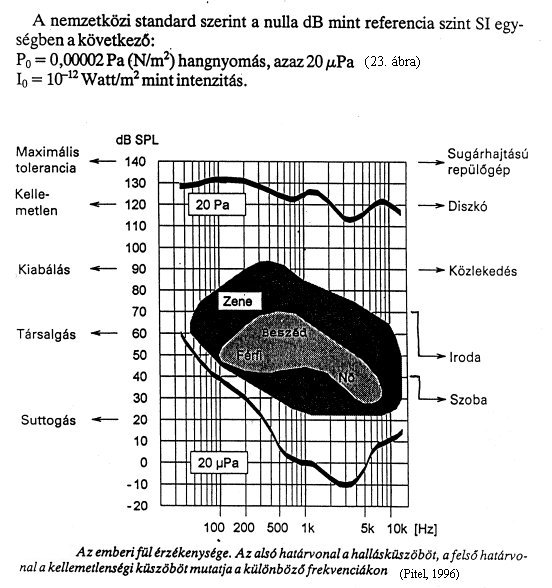 A nemzetközi standard szerint a nulla dB mint referencia szint SI egy-
ségben a következő:
P₀ = 0,00002 Pa (N/m²) hangnyomás, azaz 20 μPa (23. ábra)
I₀ = 10⁻¹² Watt/m² mint intenzitás.
dB SPL
Maximális
tolerancia
Kelle-
metlen
Kiabálás
Társalgás
Suttogás
140
130
120
110
100
90
80
70
60
50
40
30
20
10
0
-10
-20
20 Pa
Zene
Beszéd
Férfi
Nő
20 μPa
Sugárhajtású
repülőgép
Diszkó
Közlekedés
Iroda
Szoba
100 200 500 1k 5k 10k [Hz]
Az emberi fül érzékenysége. Az alsó határvonal a hallásküszöböt, a felső határvo-
nal a kellemetlenségi küszöböt mutatja a különböző frekvenciákon (Pitel, 1996)